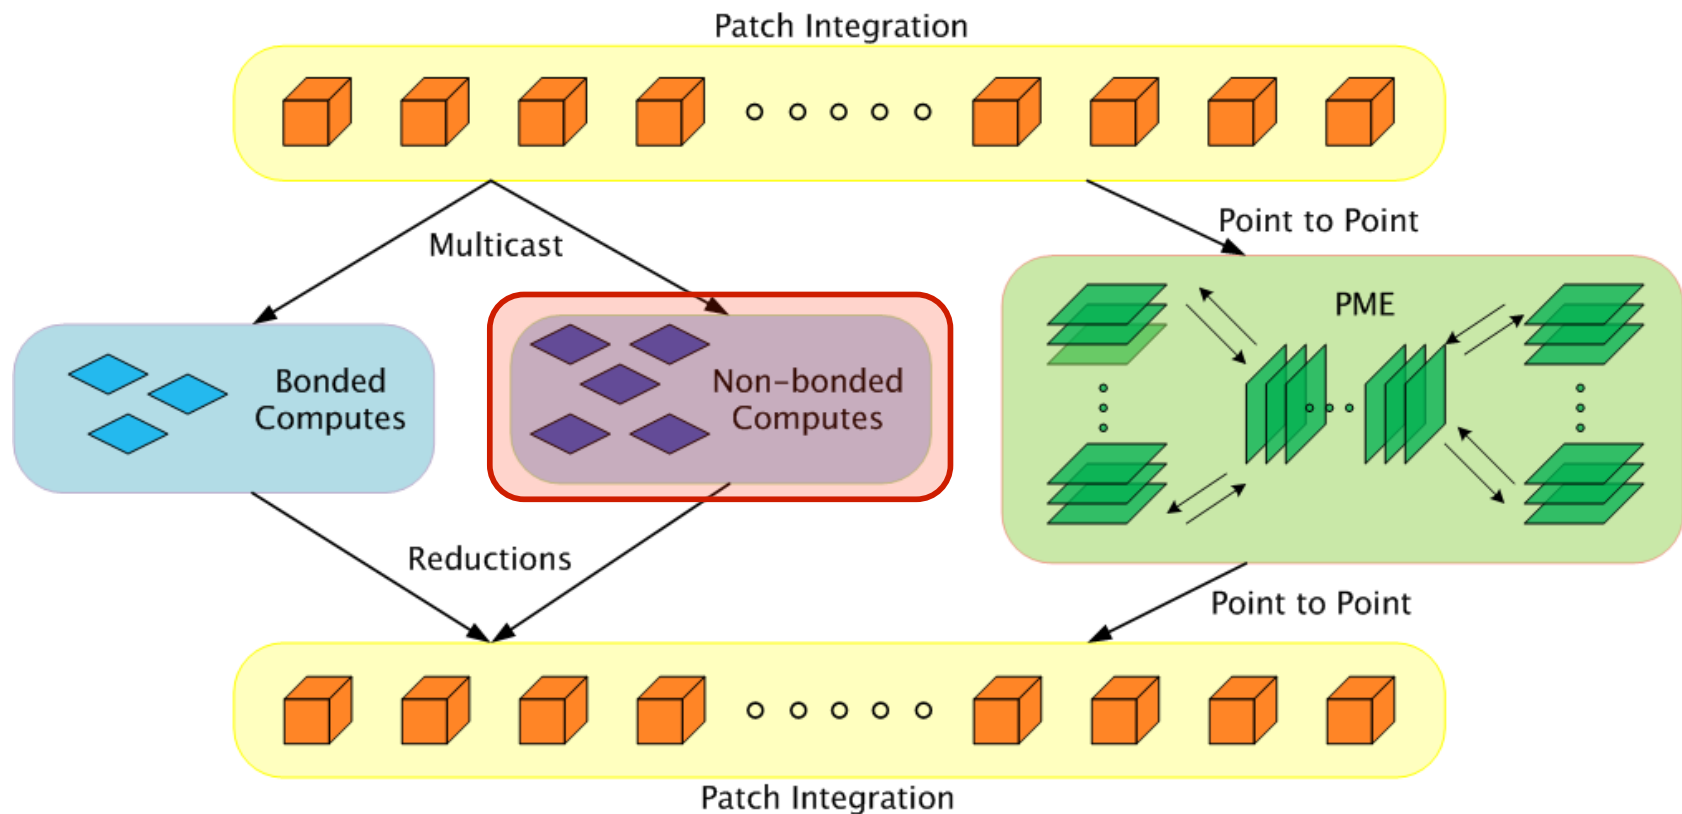 Patch Integration
Multicast
Point to Point
PME
Bonded
Computes
Non-bonded
Computes
Reductions
Point to Point
Patch Integration